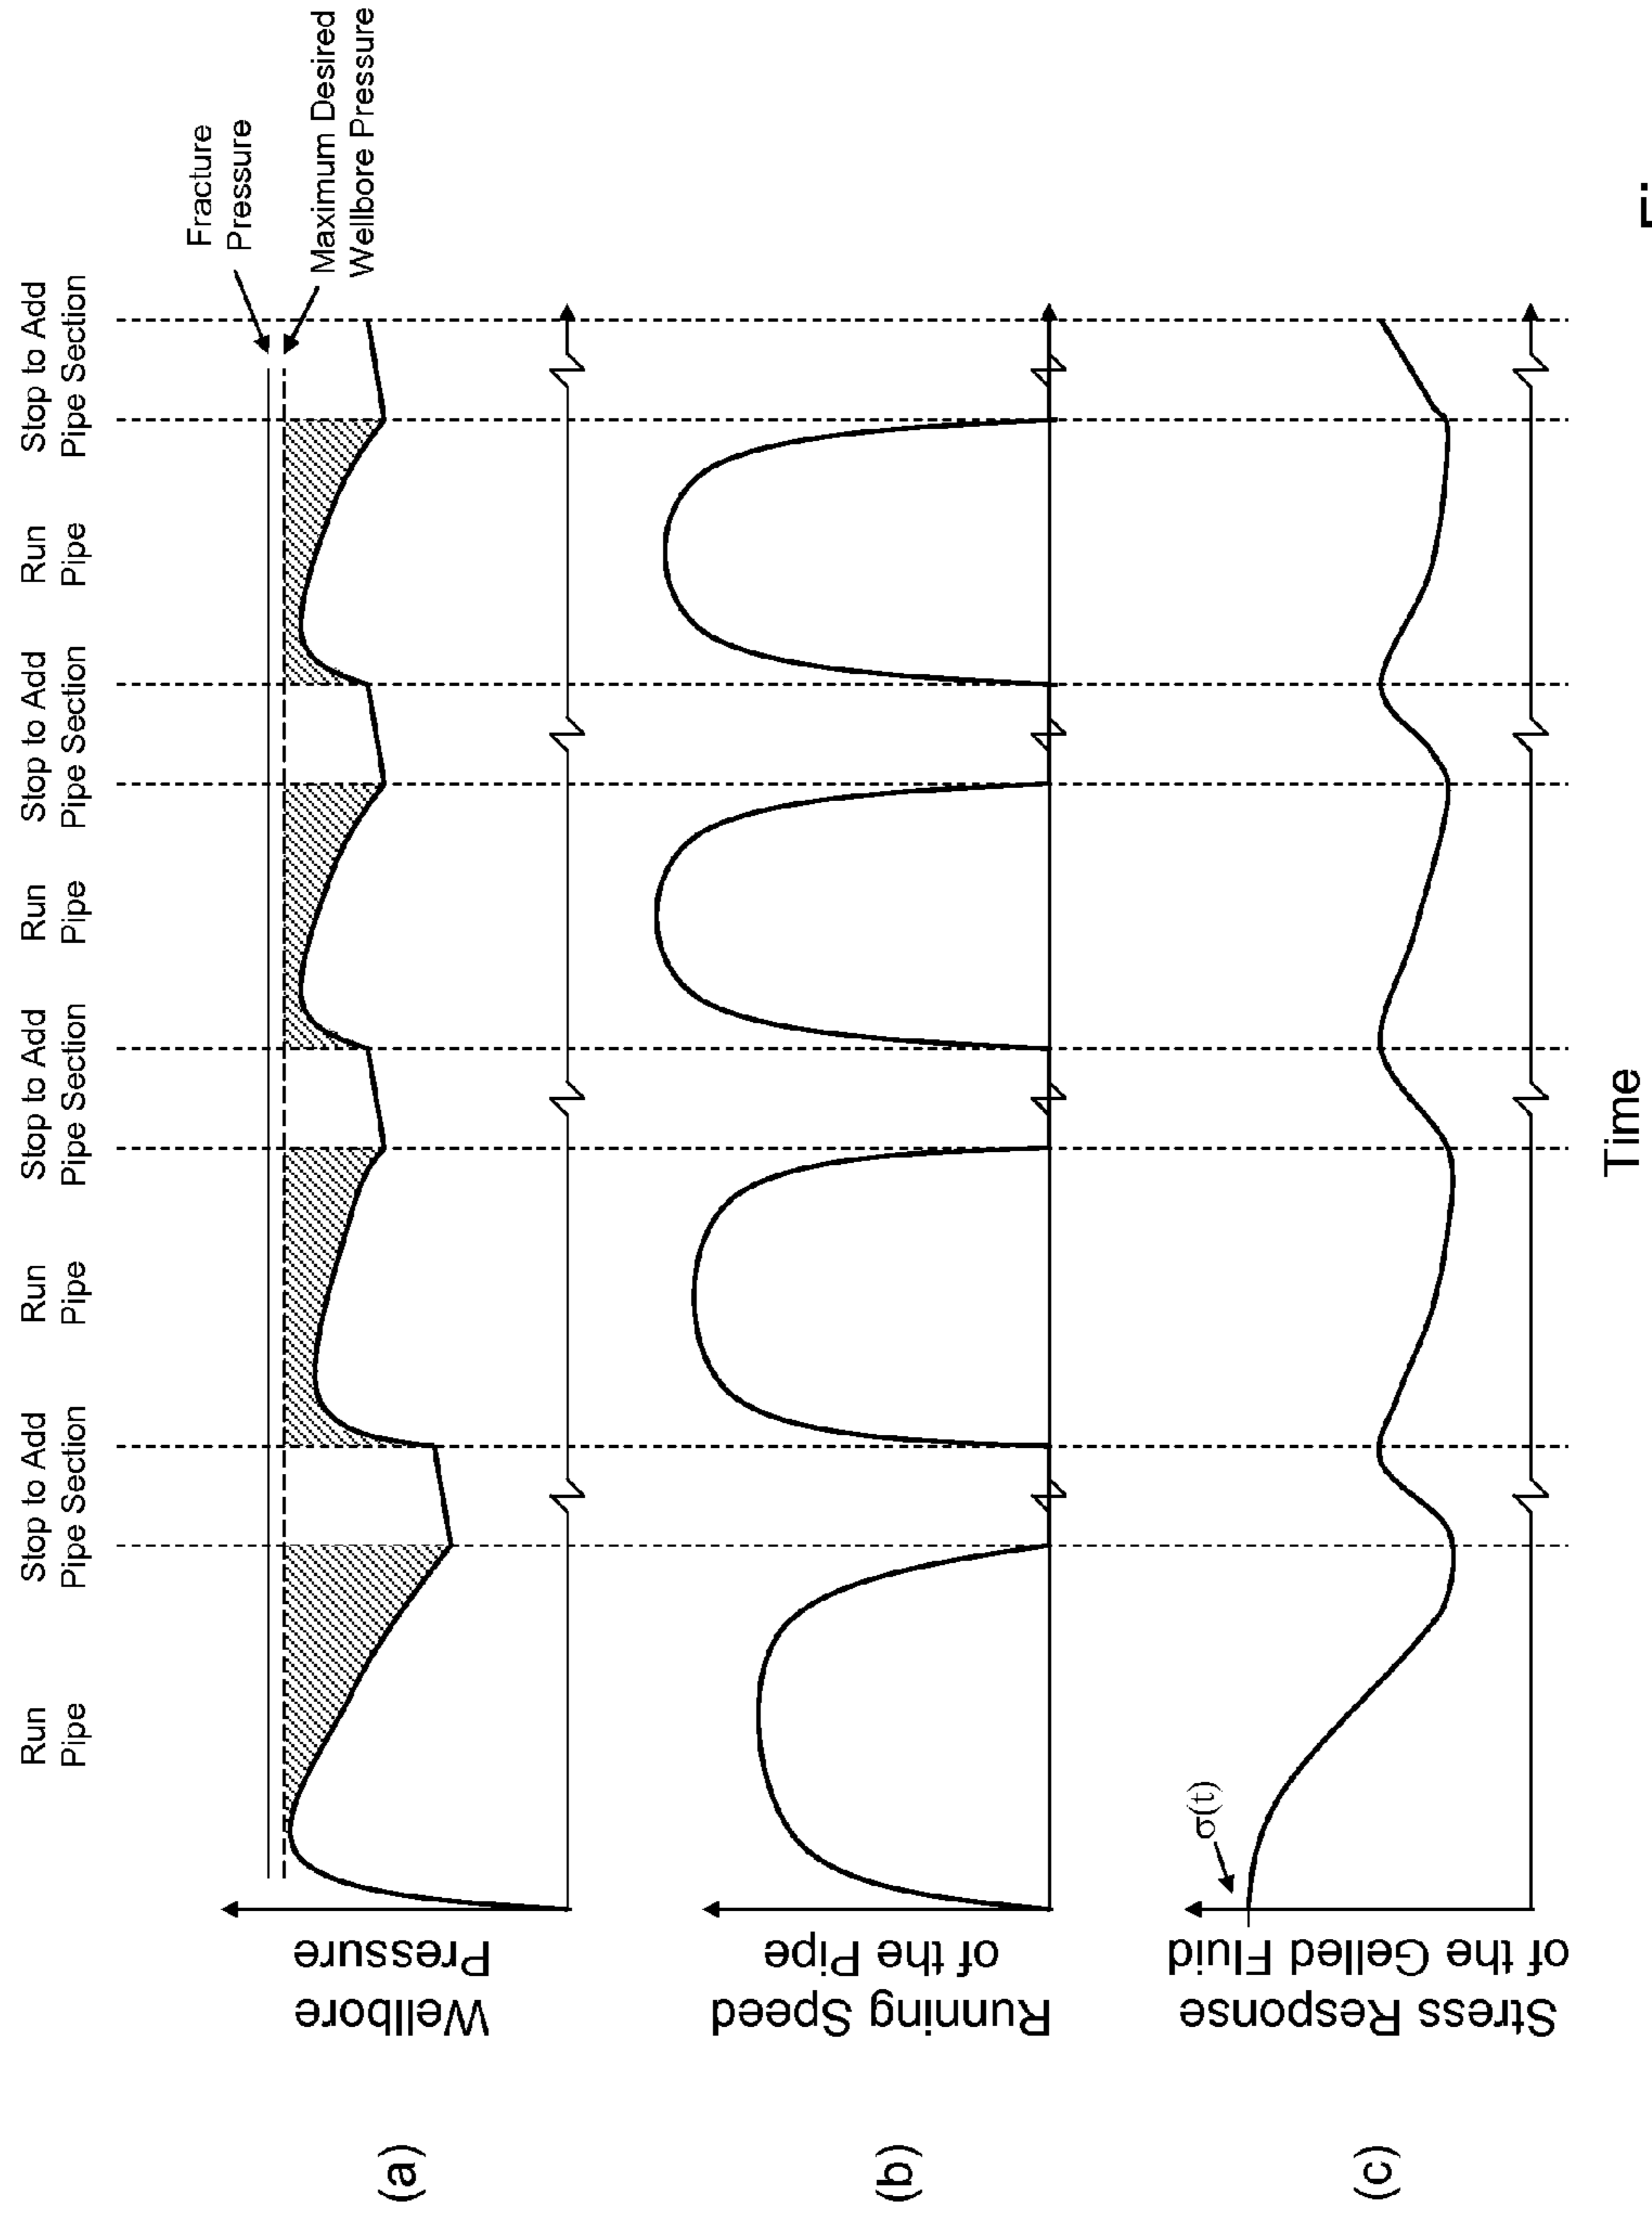 Run
Pipe
Stop to Add
Pipe Section
Run
Pipe
Stop to Add
Pipe Section
Run
Pipe
Stop to Add
Pipe Section
Run
Pipe
Stop to Add
Pipe Section
Fracture
Pressure
Maximum Desired
Wellbore Pressure
(a)
Wellbore
Pressure
(b)
Running Speed
of the Pipe
(c)
Stress Response
of the Gelled Fluid
σ(t)
Time